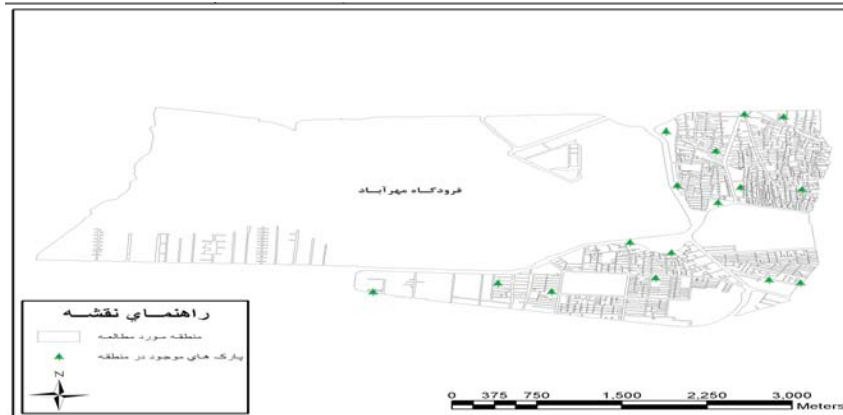 فرودگاه مهرآباد
راهنمای نقشه
منطقه مورد مطالعه
پارک های موجود در منطقه
N
0 375 750 1,500 2,250 3,000
Meters